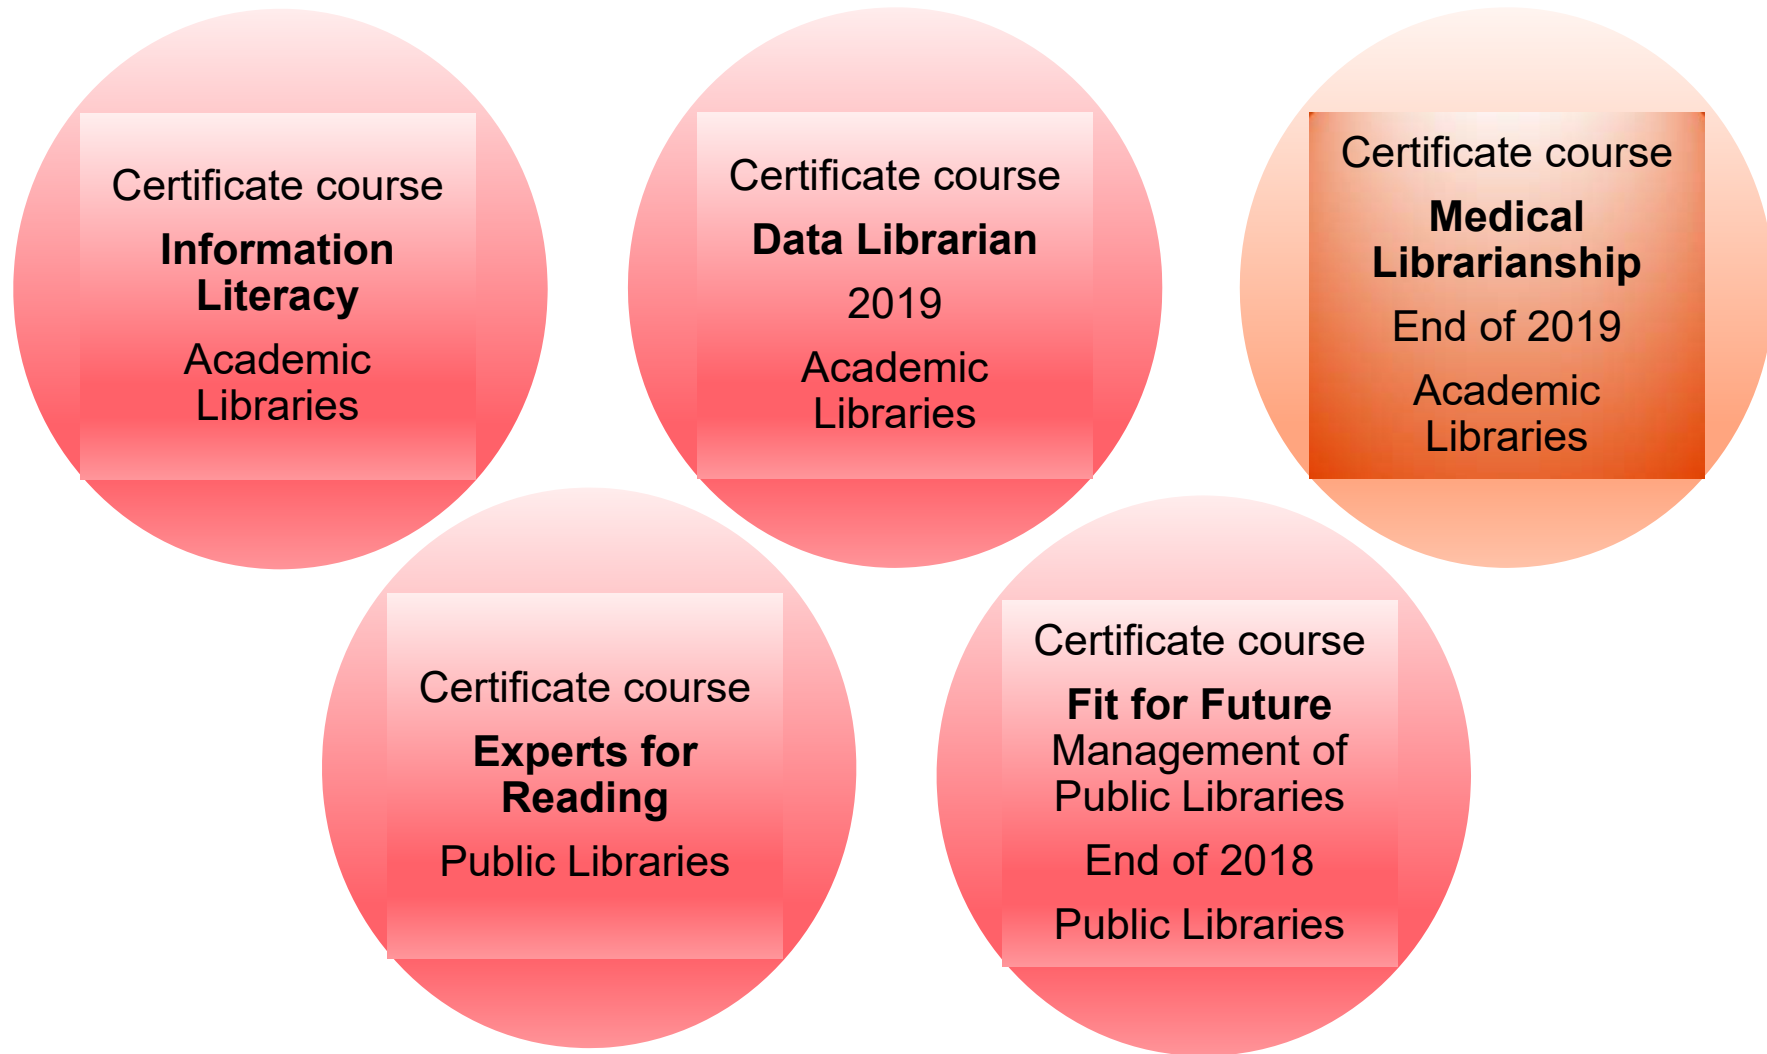 Certificate course
Information
Literacy
Academic
Libraries
Certificate course
Data Librarian
2019
Academic
Libraries
Certificate course
Medical
Librarianship
End of 2019
Academic
Libraries
Certificate course
Experts for
Reading
Public Libraries
Certificate course
Fit for Future
Management of
Public Libraries
End of 2018
Public Libraries